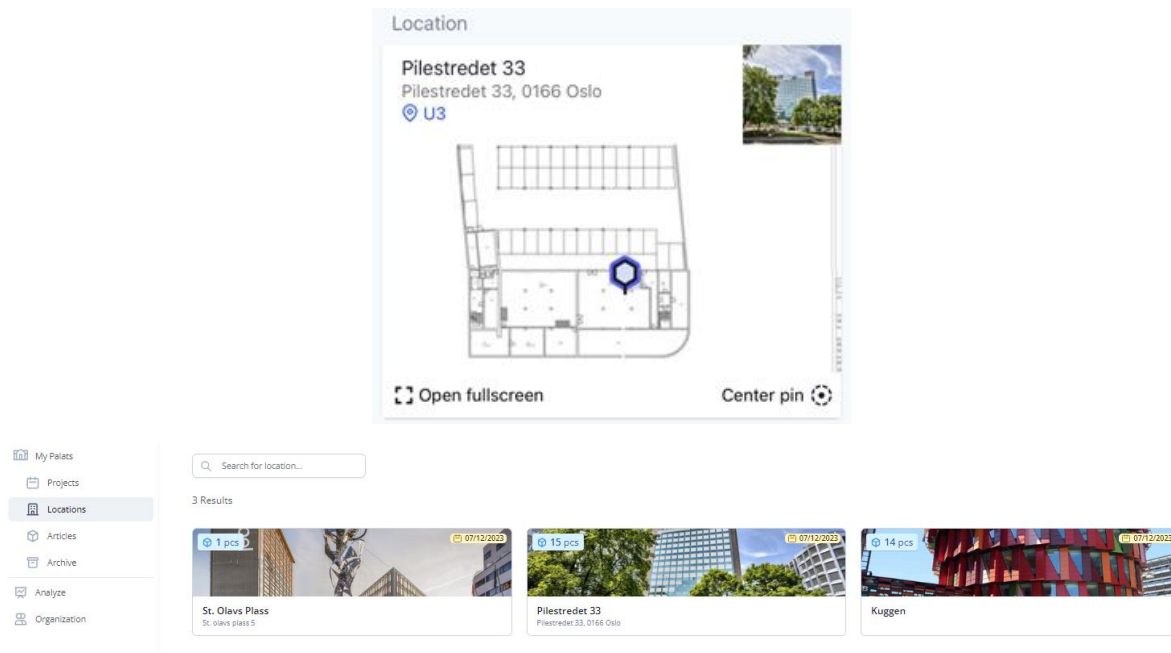 Location
Pilestredet 33
Pilestredet 33, 0166 Oslo
U3
Open fullscreen
Center pin
My Palats
Projects
Locations
Articles
Archive
Analyze
Organization
Search for location...
3 Results
1 pcs
07/12/2023
St. Olavs Plass
St. olavs plass 5
15 pcs
07/12/2023
Pilestredet 33
Pilestredet 33, 0166 Oslo
14 pcs
07/12/2023
Kuggen